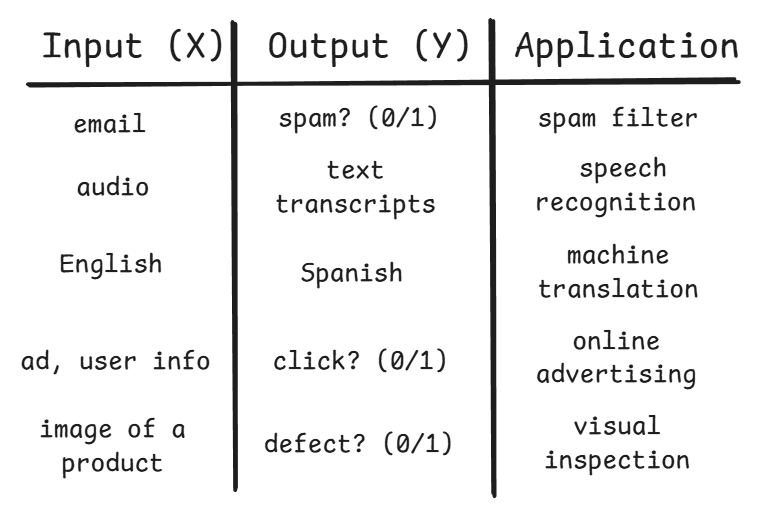 Input (X) Output (Y) Application
email spam? (0/1) spam filter
audio text transcripts speech recognition
English Spanish machine translation
ad, user info click? (0/1) online advertising
image of a product defect? (0/1) visual inspection